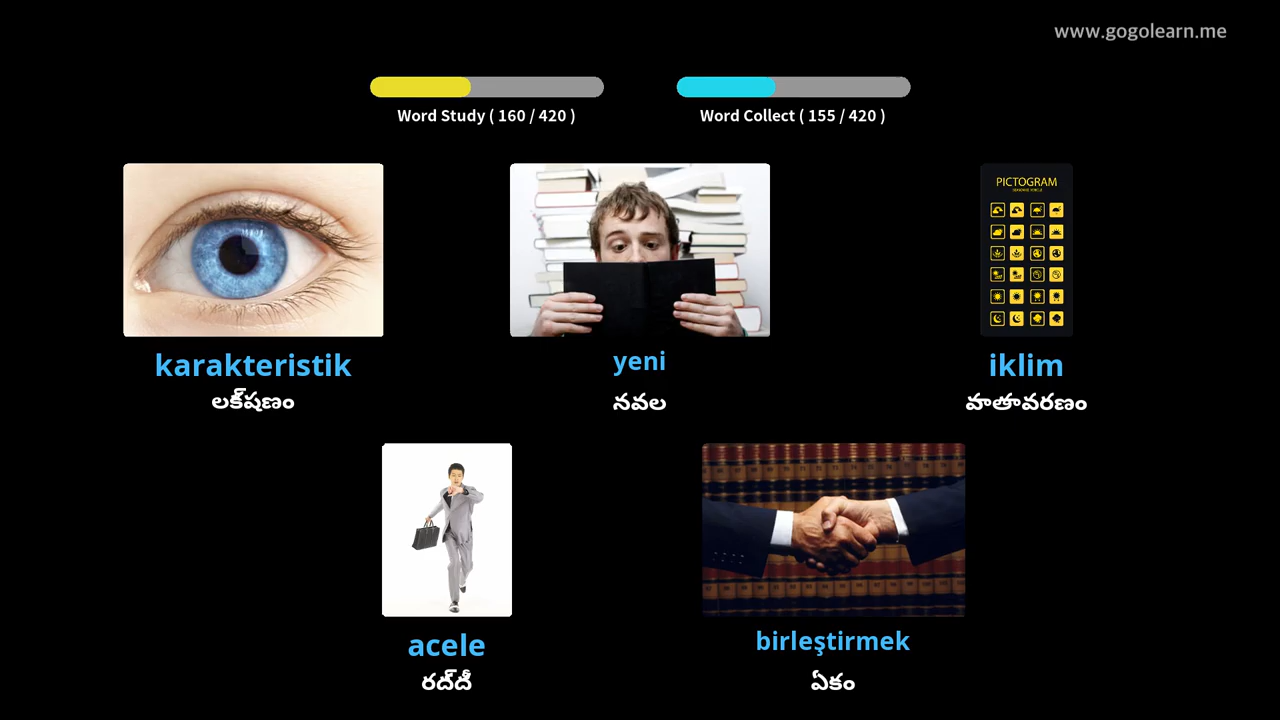 www.gogolearn.me
Word Study ( 160 / 420 )
Word Collect ( 155 / 420 )
PICTOGRAM
karakteristik
yeni
iklim
లక్‌షణం
నవల
వాతావరణం
acele
birleştirmek
రద్‌దీ
ఏకం